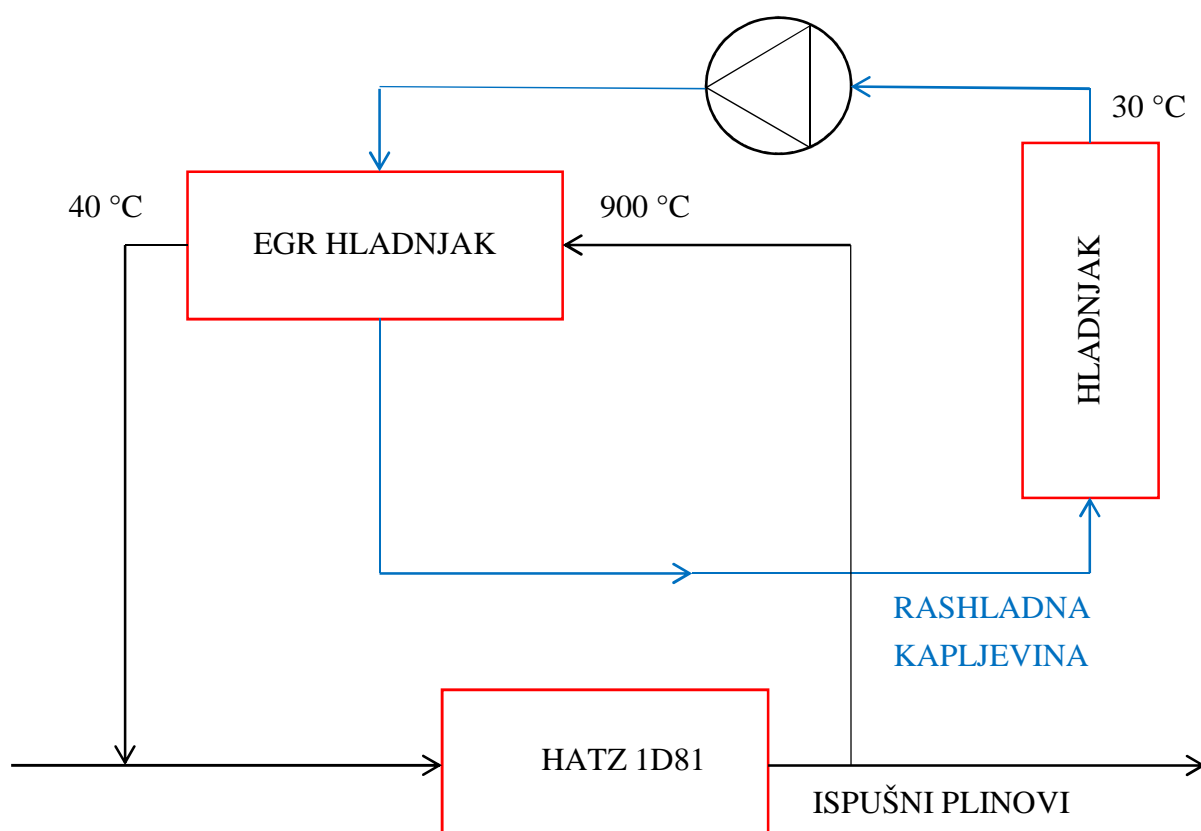 30 °C
40 °C
900 °C
EGR HLADNJAK
HLADNJAK
RASHLADNA
KAPLJEVINA
HATZ 1D81
ISPUŠNI PLINOVI